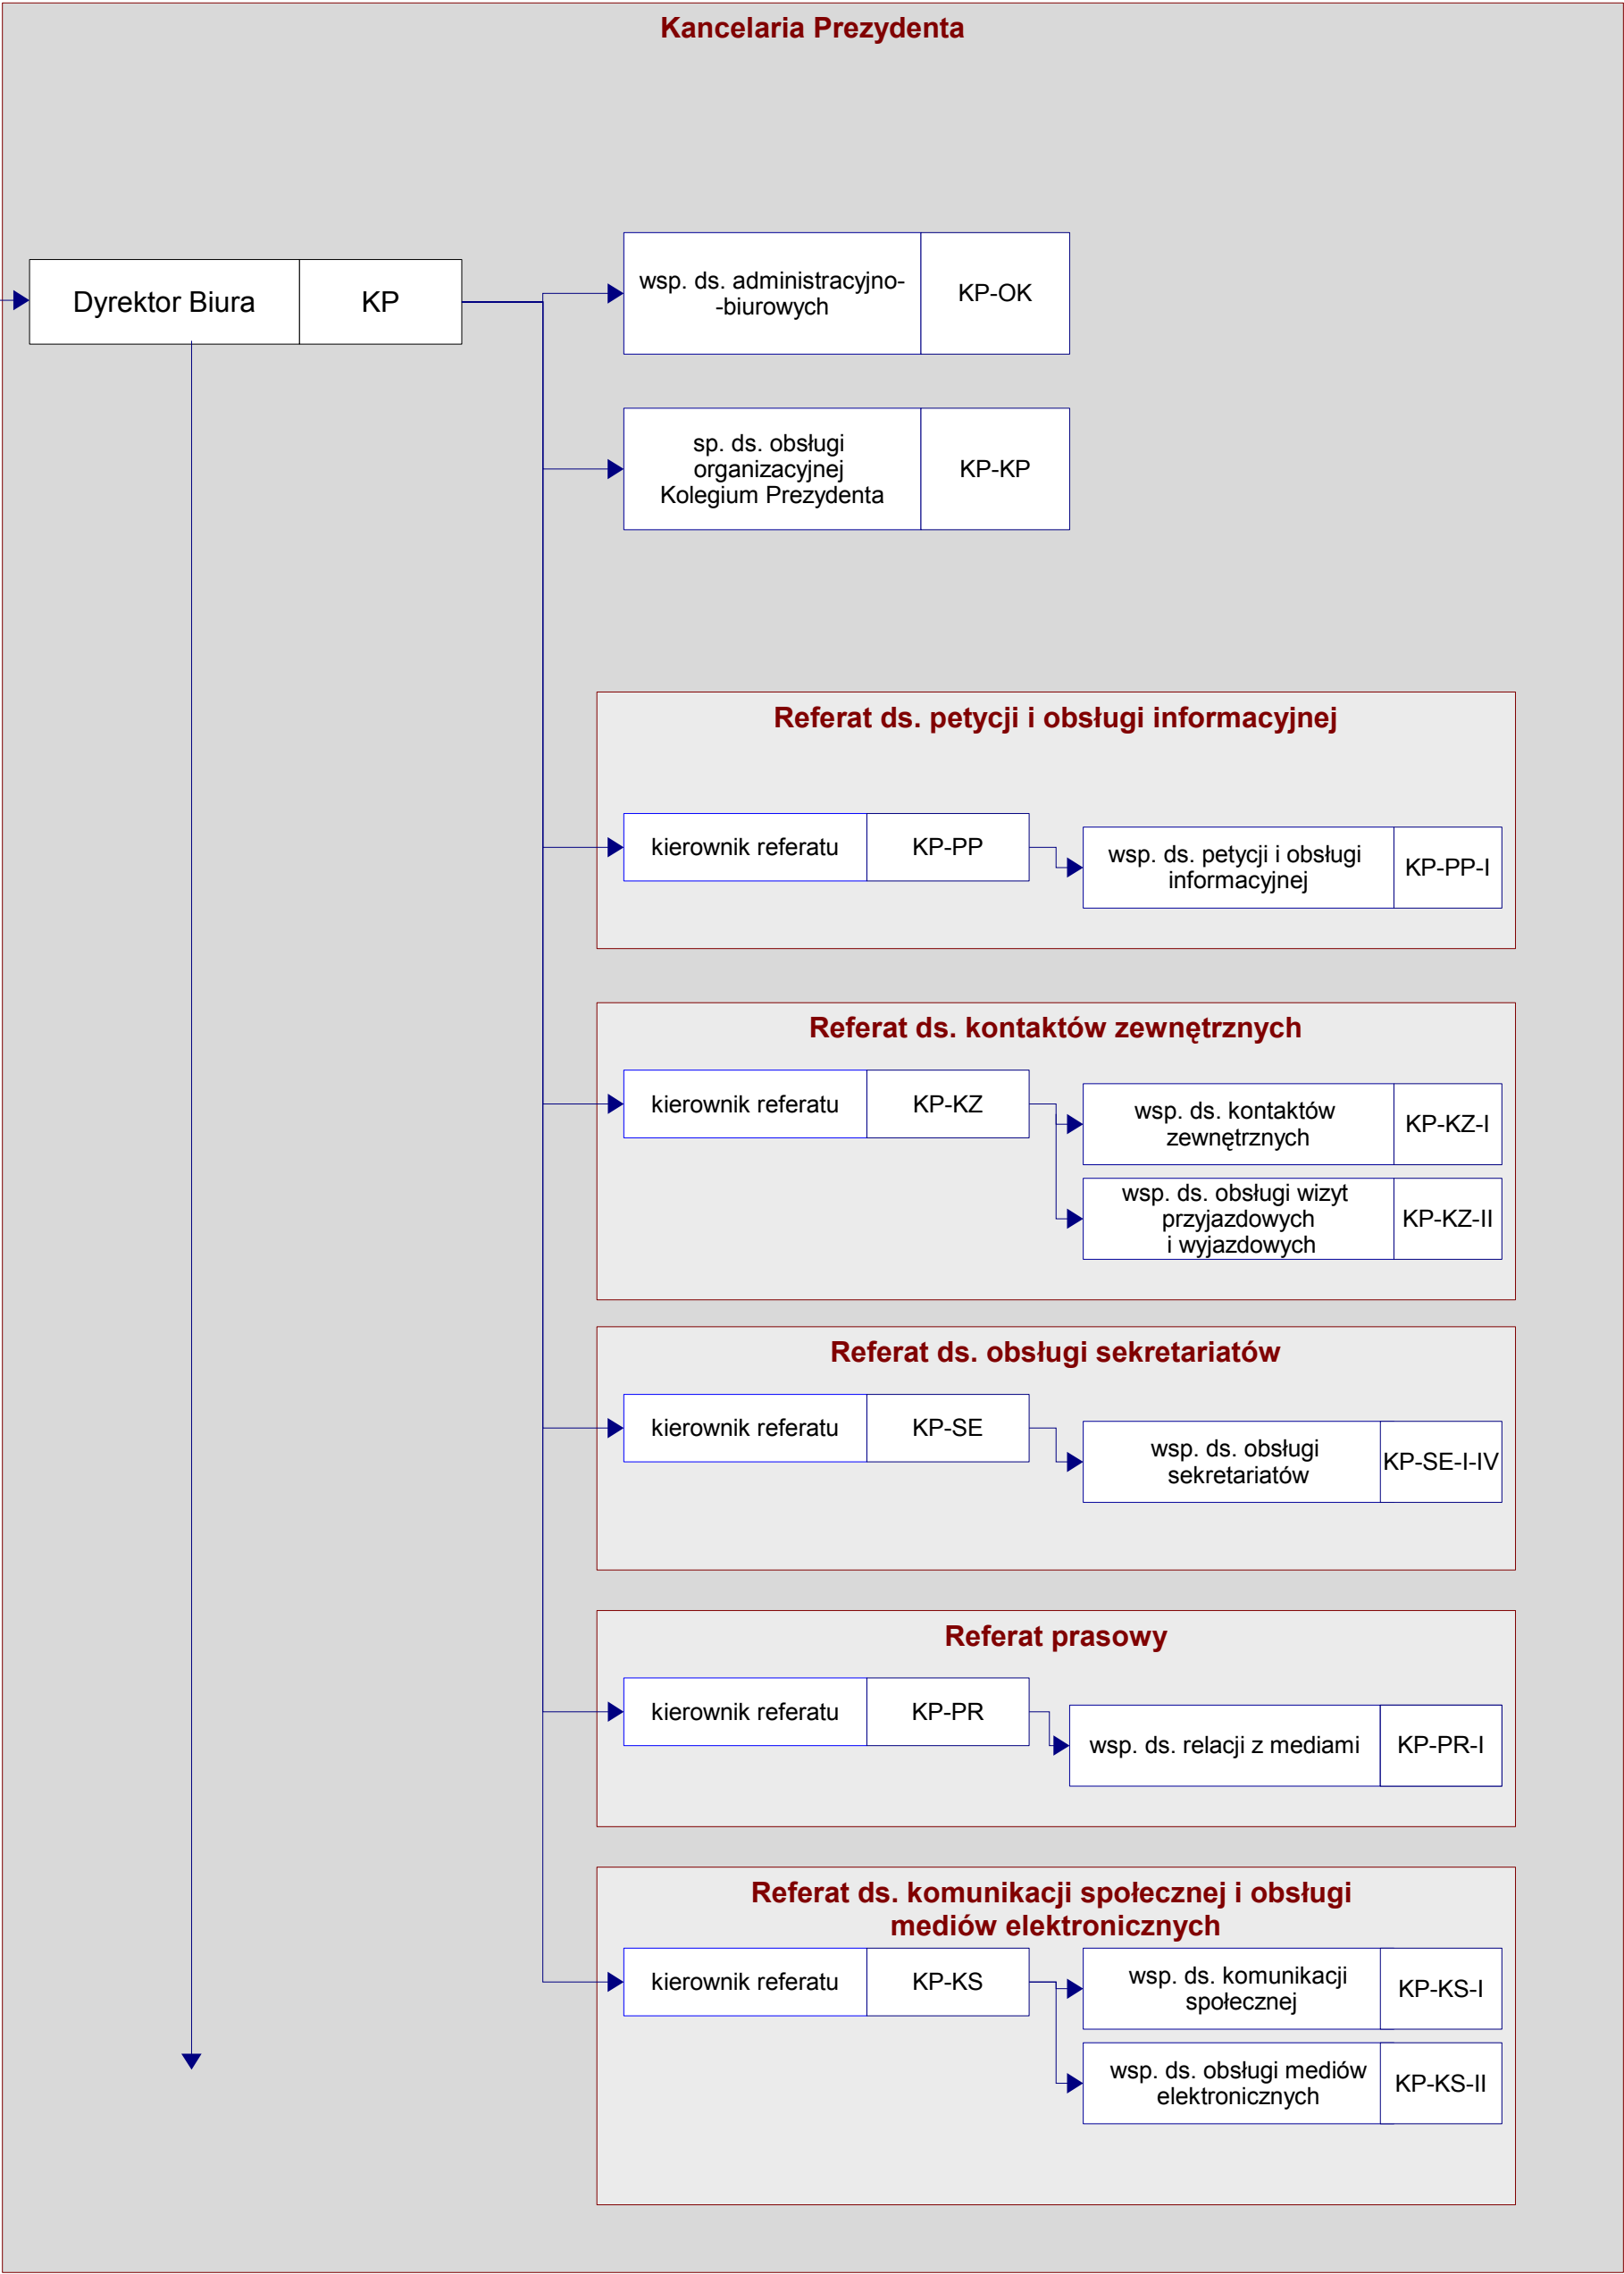 Kancelaria Prezydenta
Dyrektor Biura
KP
wsp. ds. administracyjno-
-biurowych
KP-OK
sp. ds. obsługi
organizacyjnej
Kolegium Prezydenta
KP-KP
Referat ds. petycji i obsługi informacyjnej
kierownik referatu
KP-PP
wsp. ds. petycji i obsługi
informacyjnej
KP-PP-I
Referat ds. kontaktów zewnętrznych
kierownik referatu
KP-KZ
wsp. ds. kontaktów
zewnętrznych
KP-KZ-I
wsp. ds. obsługi wizyt
przyjazdowych
i wyjazdowych
KP-KZ-II
Referat ds. obsługi sekretariatów
kierownik referatu
KP-SE
wsp. ds. obsługi
sekretariatów
KP-SE-I-IV
Referat prasowy
kierownik referatu
KP-PR
wsp. ds. relacji z mediami
KP-PR-I
Referat ds. komunikacji społecznej i obsługi
mediów elektronicznych
kierownik referatu
KP-KS
wsp. ds. komunikacji
społecznej
KP-KS-I
wsp. ds. obsługi mediów
elektronicznych
KP-KS-II